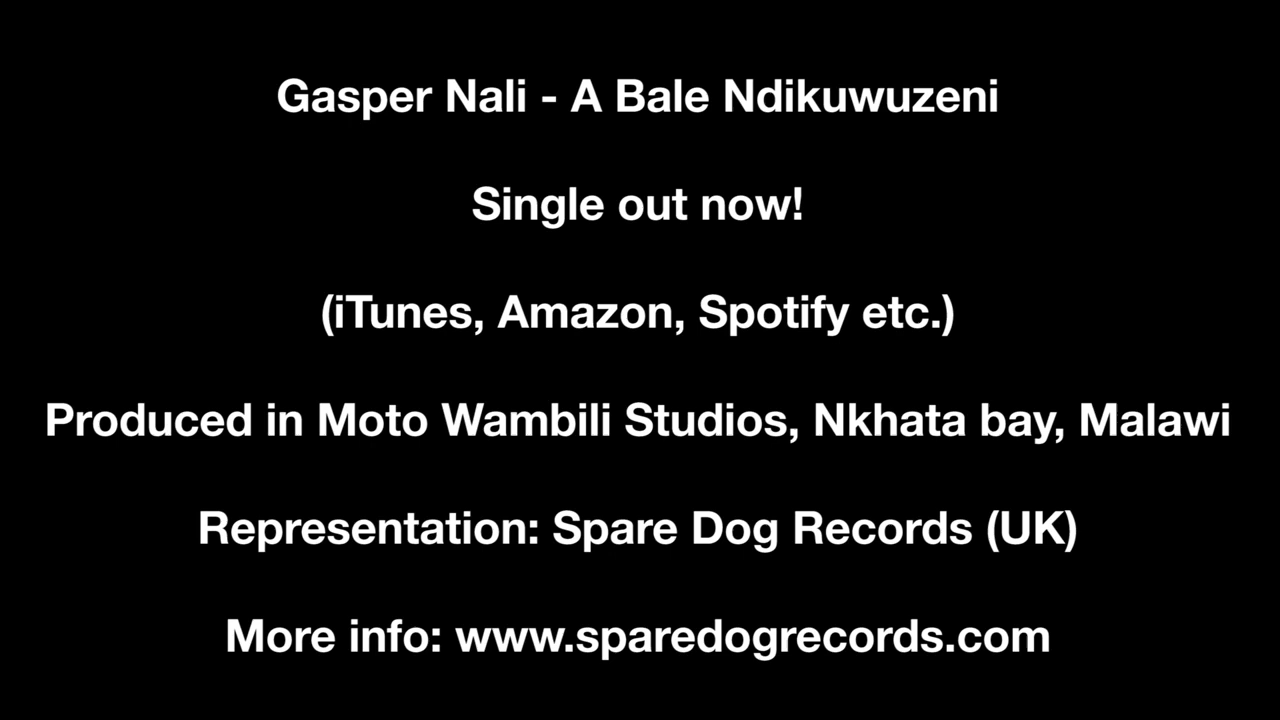 Gasper Nali - A Bale Ndikuwuzeni
Single out now!
(iTunes, Amazon, Spotify etc.)
Produced in Moto Wambili Studios, Nkhata bay, Malawi
Representation: Spare Dog Records (UK)
More info: www.sparedogrecords.com